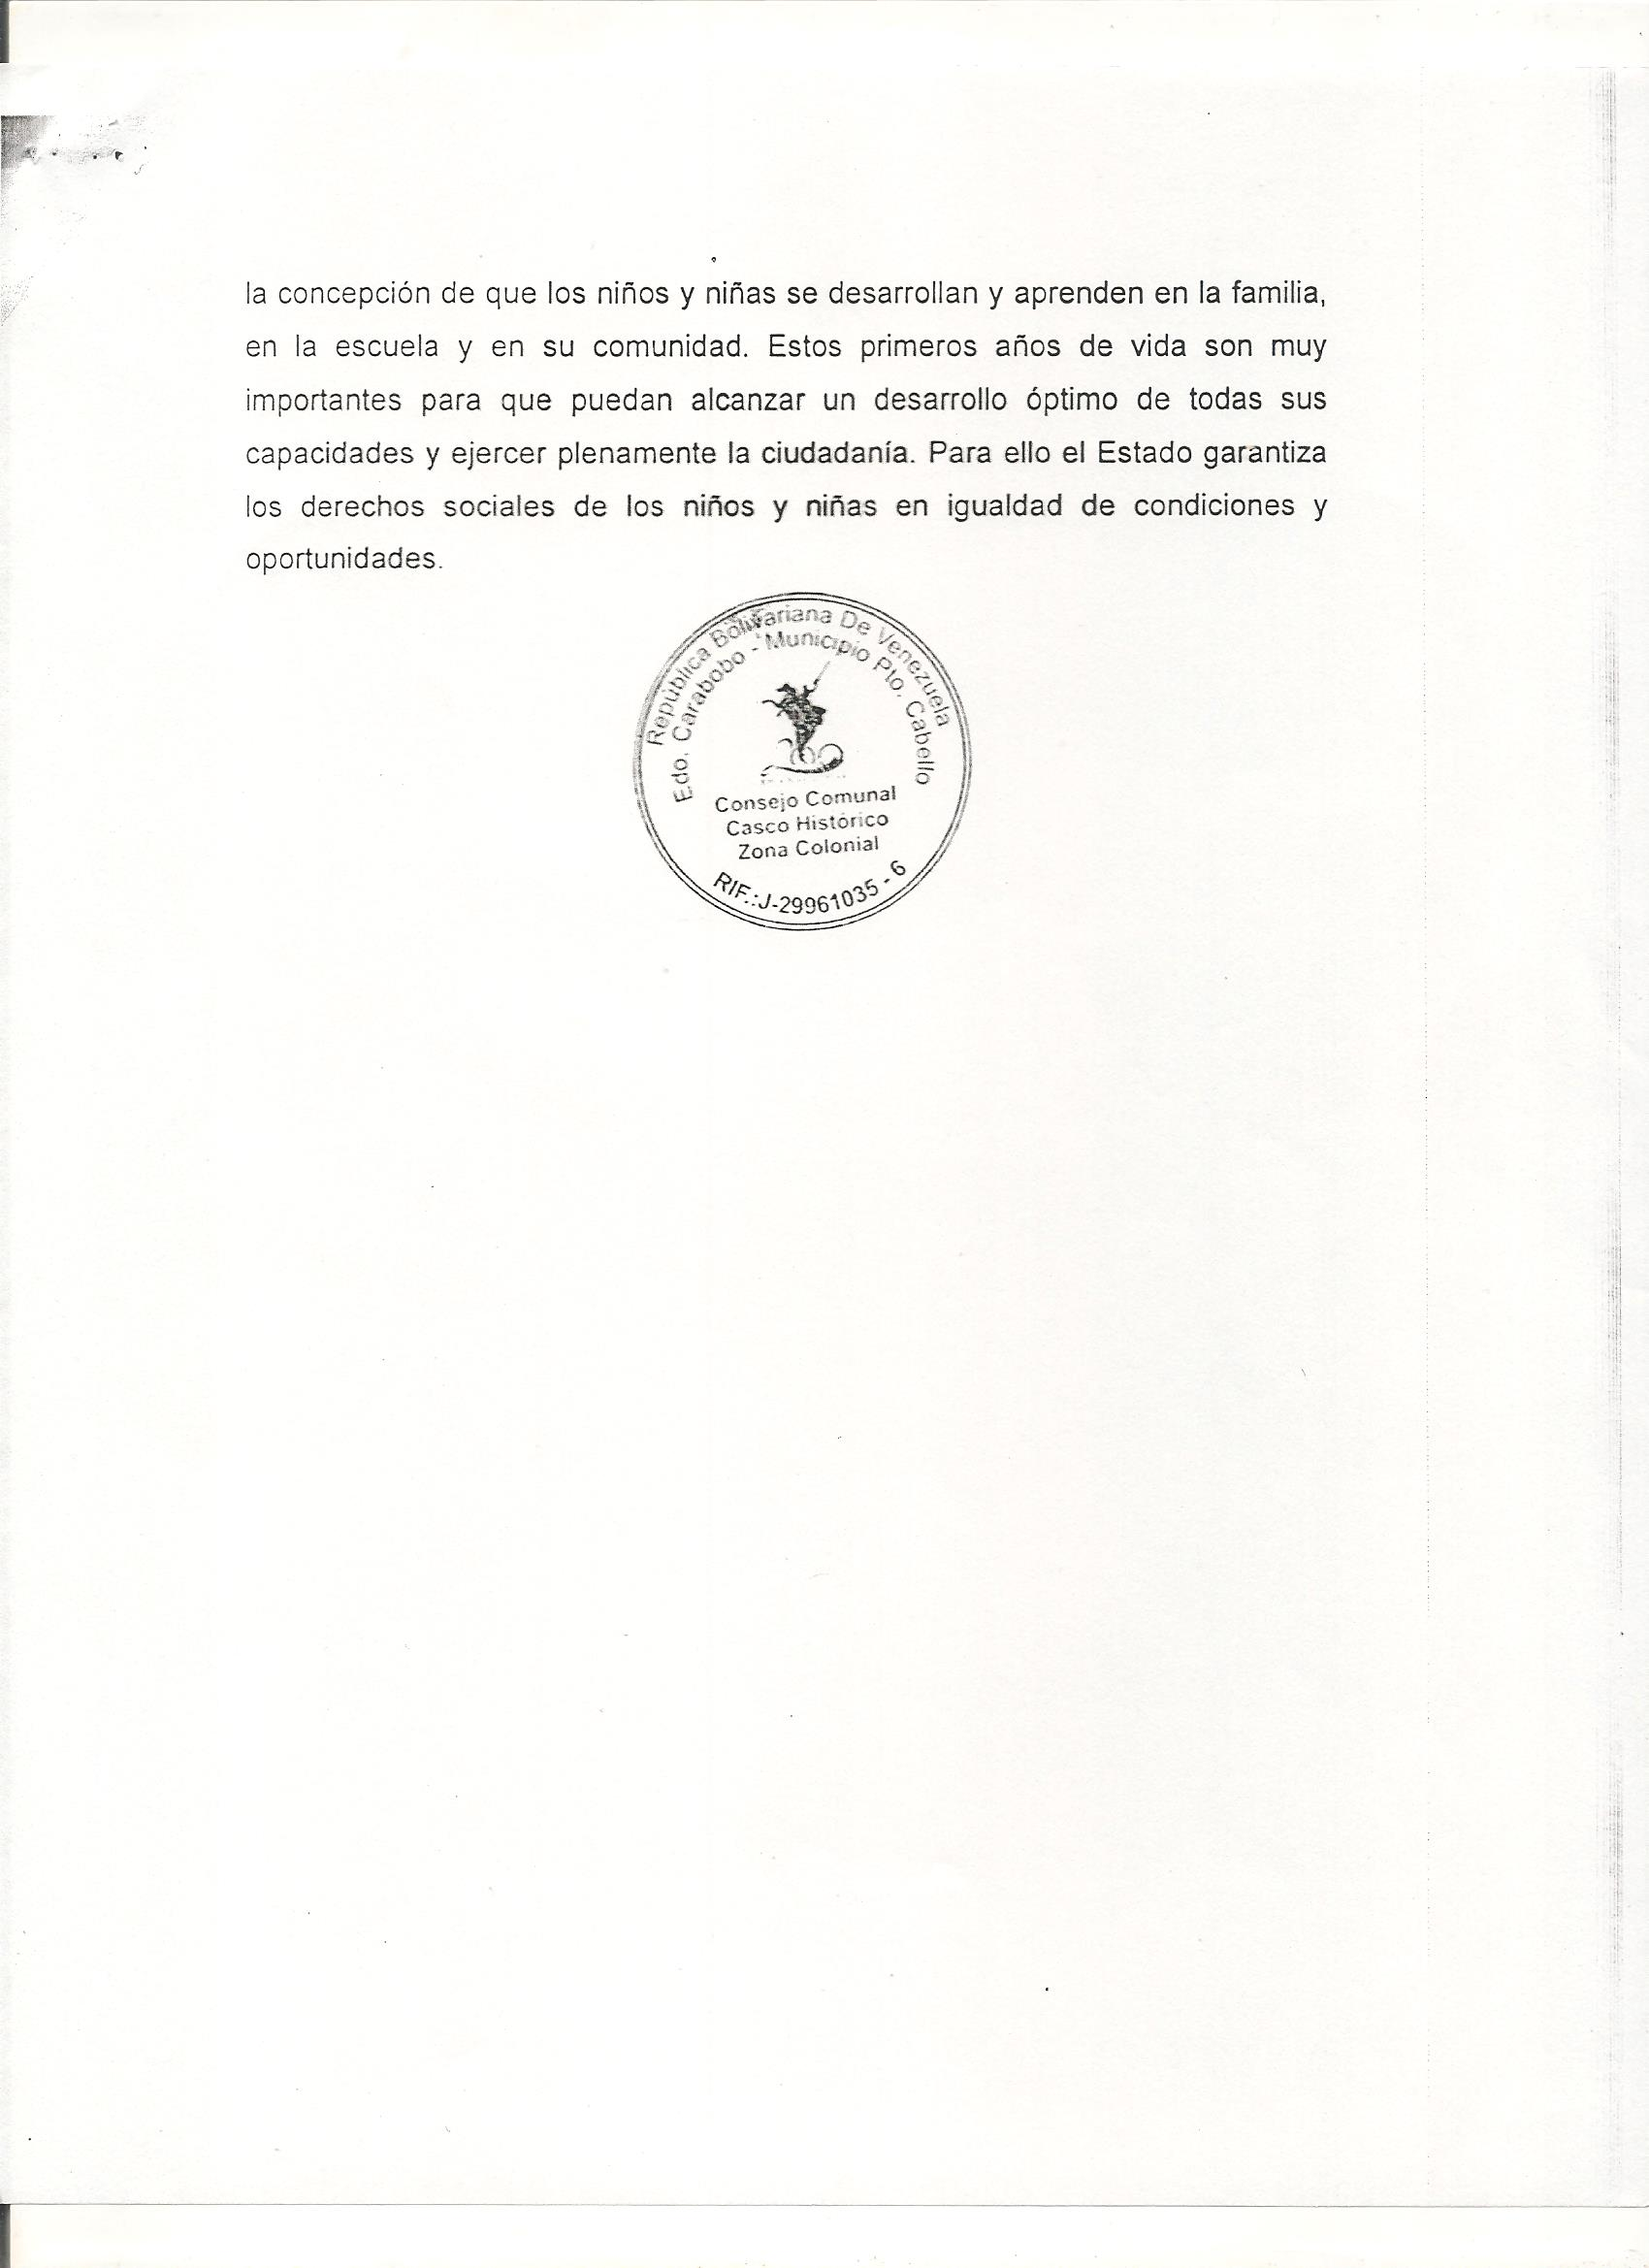 la concepción de que los niños y niñas se desarrollan y aprenden en la familia,
en la escuela y en su comunidad. Estos primeros años de vida son muy
importantes para que puedan alcanzar un desarrollo óptimo de todas sus
capacidades y ejercer plenamente la ciudadanía. Para ello el Estado garantiza
los derechos sociales de los niños y niñas en igualdad de condiciones y
oportunidades.
República Bolivariana De Venezuela
Edo. Carabobo - Municipio Pto. Cabello
Consejo Comunal
Casco Histórico
Zona Colonial
RIF.:J-29961035 - 6